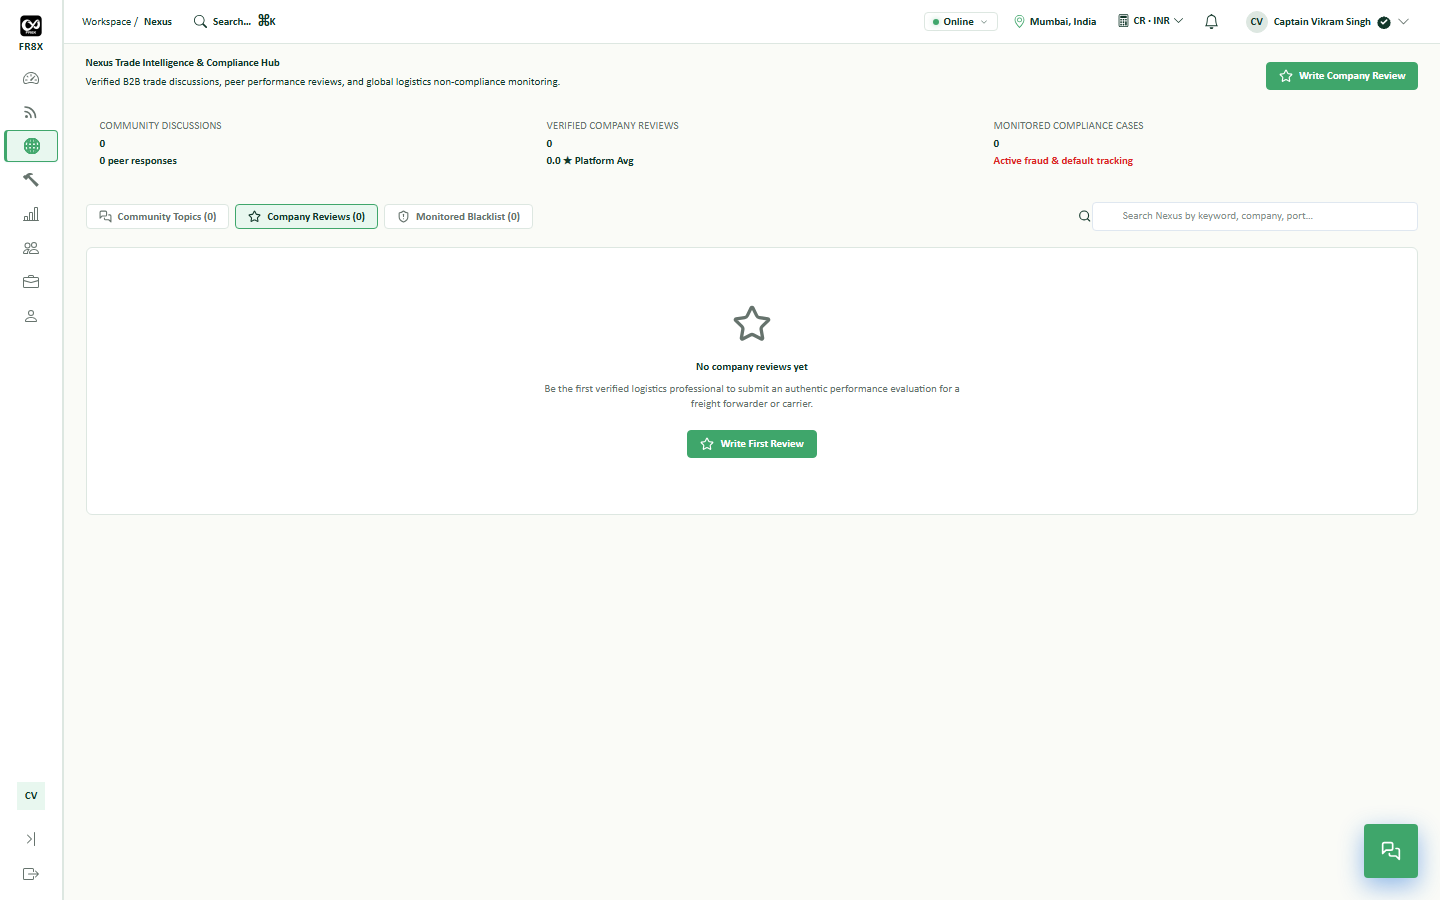 FR8X
Workspace / Nexus
Search... ⌘K
Online
Mumbai, India
CR • INR
CV
Captain Vikram Singh
Nexus Trade Intelligence & Compliance Hub
Verified B2B trade discussions, peer performance reviews, and global logistics non-compliance monitoring.
Write Company Review
COMMUNITY DISCUSSIONS
0
0 peer responses
VERIFIED COMPANY REVIEWS
0
0.0 ★ Platform Avg
MONITORED COMPLIANCE CASES
0
Active fraud & default tracking
Community Topics (0)
Company Reviews (0)
Monitored Blacklist (0)
Search Nexus by keyword, company, port...
No company reviews yet
Be the first verified logistics professional to submit an authentic performance evaluation for a
freight forwarder or carrier.
Write First Review
CV